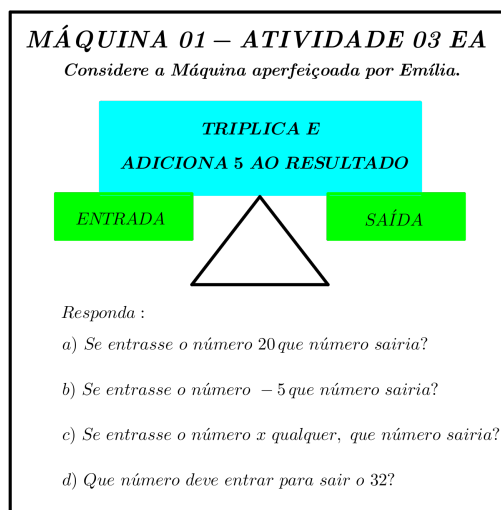 MÁQUINA 01 – ATIVIDADE 03 EA
Considere a Máquina aperfeiçoada por Emília.
TRIPLICA E
ADICIONA 5 AO RESULTADO
ENTRADA
SAÍDA
Responda :
a) Se entrasse o número 20 que número sairia?
b) Se entrasse o número − 5 que número sairia?
c) Se entrasse o número x qualquer, que número sairia?
d) Que número deve entrar para sair o 32?